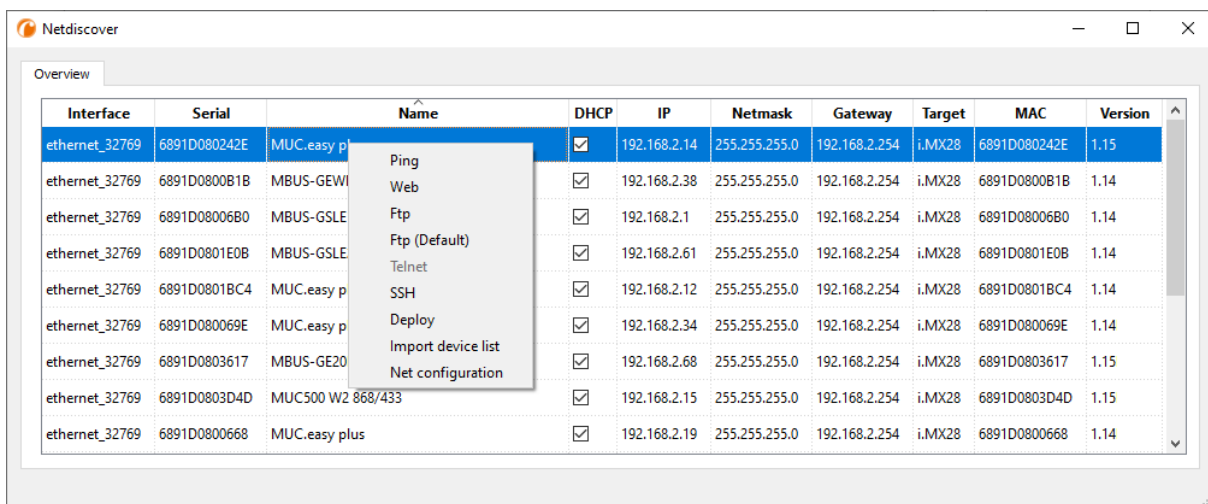 Netdiscover
Overview
Interface Serial Name DHCP IP Netmask Gateway Target MAC Version
ethernet_32769 6891D080242E MUC.easy 192.168.2.14 255.255.255.0 192.168.2.254 i.MX28 6891D080242E 1.15
ethernet_32769 6891D0800B1B 192.168.2.38 255.255.255.0 192.168.2.254 i.MX28 6891D0800B1B 1.14
ethernet_32769 6891D08006B0 MBUS-GSLE 192.168.2.1 255.255.255.0 192.168.2.254 i.MX28 6891D08006B0 1.14
ethernet_32769 6891D0801E0B MBUS-GSLE 192.168.2.61 255.255.255.0 192.168.2.254 i.MX28 6891D0801E0B 1.14
ethernet_32769 6891D0801BC4 MUC.easy p 192.168.2.12 255.255.255.0 192.168.2.254 i.MX28 6891D0801BC4 1.14
ethernet_32769 6891D080069E MUC.easy p 192.168.2.34 255.255.255.0 192.168.2.254 i.MX28 6891D080069E 1.14
ethernet_32769 6891D0803617 MBUS-GE20 192.168.2.68 255.255.255.0 192.168.2.254 i.MX28 6891D0803617 1.15
ethernet_32769 6891D0803D4D MUC500 W2 868/433 192.168.2.15 255.255.255.0 192.168.2.254 i.MX28 6891D0803D4D 1.15
ethernet_32769 6891D0800668 MUC.easy plus 192.168.2.19 255.255.255.0 192.168.2.254 i.MX28 6891D0800668 1.14
Ping
Web
Ftp
Ftp (Default)
Telnet
SSH
Deploy
Import device list
Net configuration